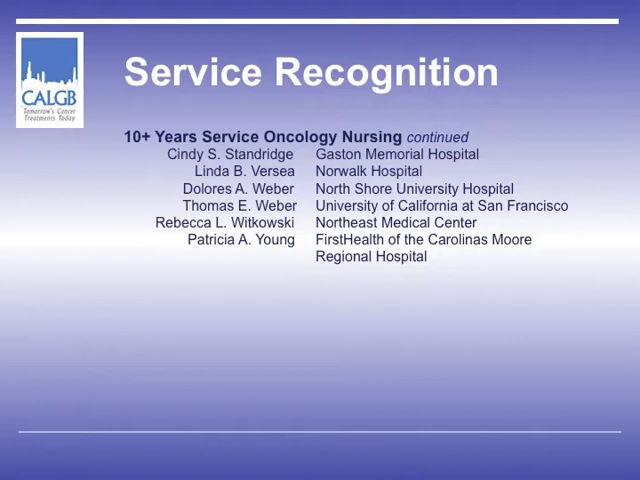 CALGB
Tomorrow's Cancer
Treatments Today
Service Recognition
10+ Years Service Oncology Nursing continued
Cindy S. Standridge Gaston Memorial Hospital
Linda B. Versea Norwalk Hospital
Dolores A. Weber North Shore University Hospital
Thomas E. Weber University of California at San Francisco
Rebecca L. Witkowski Northeast Medical Center
Patricia A. Young FirstHealth of the Carolinas Moore
Regional Hospital